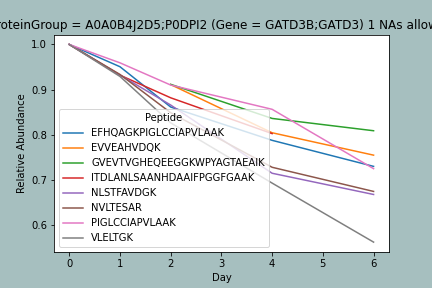 roteinGroup = A0A0B4J2D5;P0DPI2 (Gene = GATD3B;GATD3) 1 NAs allow
1.0
0.9
0.8
0.7
0.6
Relative Abundance
Peptide
EFHQAGKPIGLCCIAPVLAAK
EVVEAHVDQK
GVEVTVGHEQEEGGKWPYAGTAEAIK
ITDLANLSAANHDAAIFPGGFGAAK
NLSTFAVDGK
NVLTESAR
PIGLCCIAPVLAAK
VLELTGK
0 1 2 3 4 5 6
Day